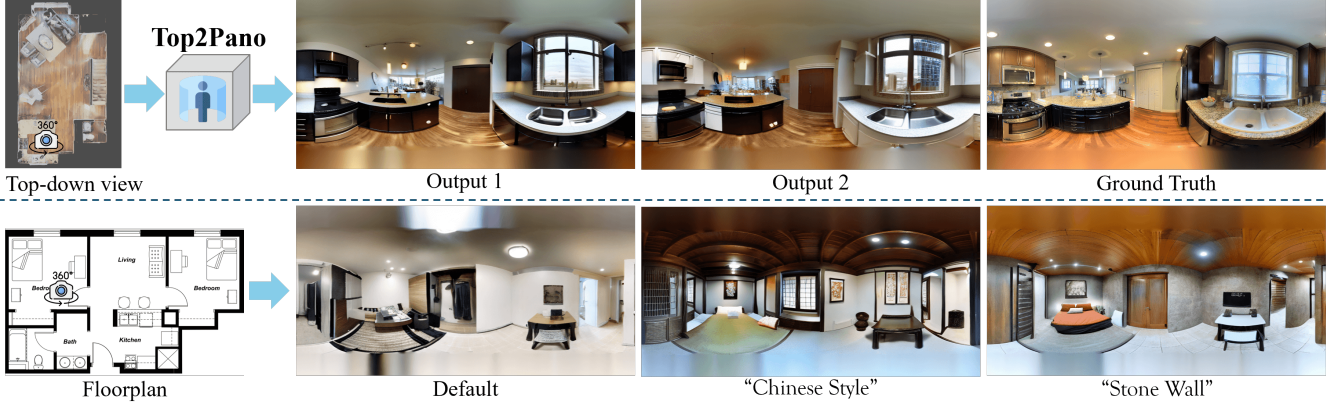 Top2Pano
360°
Top-down view
Output 1
Output 2
Ground Truth
Living
360°
Bedroom
Bath
Kitchen
Floorplan
Default
“Chinese Style”
“Stone Wall”